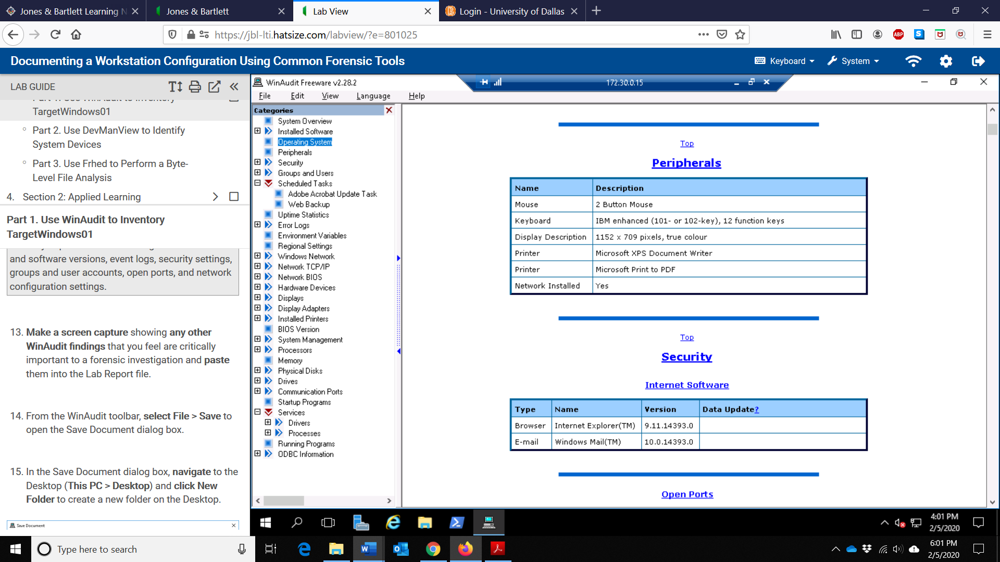 Jones & Bartlett Learning N
Jones & Bartlett
Lab View
Login - University of Dallas
https://jbl-lti.hatsize.com/labview/?e=801025
ABP
S
Documenting a Workstation Configuration Using Common Forensic Tools
Keyboard
System
LAB GUIDE
TargetWindows01
Part 2. Use DevManView to Identify
System Devices
Part 3. Use Frhed to Perform a Byte-
Level File Analysis
4. Section 2: Applied Learning
Part 1. Use WinAudit to Inventory
TargetWindows01
and software versions, event logs, security settings,
groups and user accounts, open ports, and network
configuration settings.
13. Make a screen capture showing any other
WinAudit findings that you feel are critically
important to a forensic investigation and paste
them into the Lab Report file.
14. From the WinAudit toolbar, select File > Save to
open the Save Document dialog box.
15. In the Save Document dialog box, navigate to the
Desktop (This PC > Desktop) and click New
Folder to create a new folder on the Desktop.
Save Document
WinAudit Freeware v2.28.2
172.30.0.15
File Edit View Language Help
Categories
System Overview
Installed Software
Operating System
Peripherals
Security
Groups and Users
Scheduled Tasks
Adobe Acrobat Update Task
Web Backup
Uptime Statistics
Error Logs
Environment Variables
Regional Settings
Windows Network
Network TCP/IP
Network BIOS
Hardware Devices
Displays
Display Adapters
Installed Printers
BIOS Version
System Management
Processors
Memory
Physical Disks
Drives
Communication Ports
Startup Programs
Services
Drivers
Processes
Running Programs
ODBC Information
Top
Peripherals
Name Description
Mouse 2 Button Mouse
Keyboard IBM enhanced (101- or 102-key), 12 function keys
Display Description 1152 x 709 pixels, true colour
Printer Microsoft XPS Document Writer
Printer Microsoft Print to PDF
Network Installed Yes
Top
Security
Internet Software
Type Name Version Data Update?
Browser Internet Explorer(TM) 9.11.14393.0
E-mail Windows Mail(TM) 10.0.14393.0
Open Ports
4:01 PM
2/5/2020
Type here to search
6:01 PM
2/5/2020